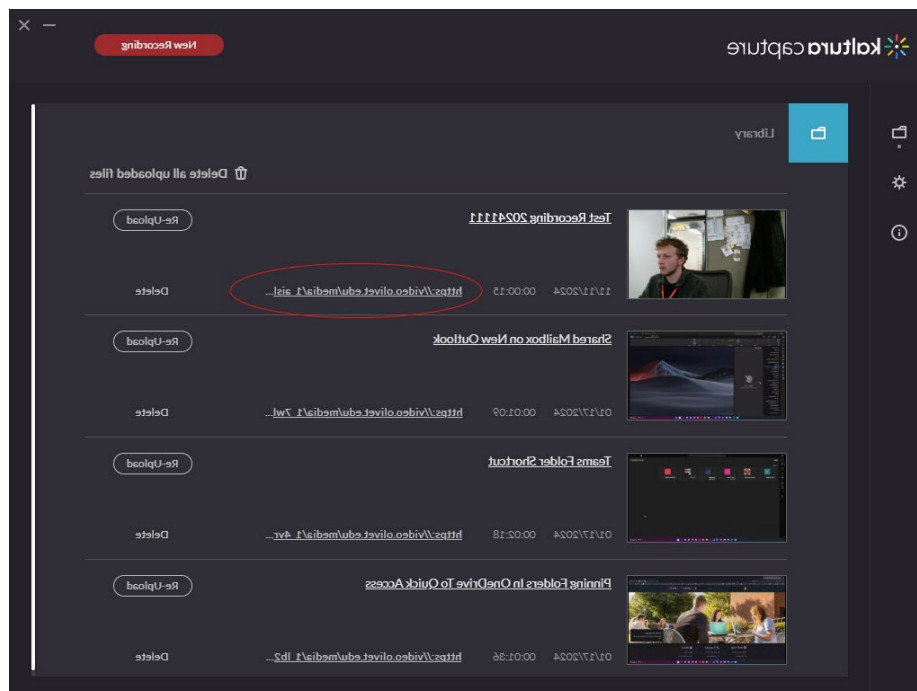 kaltura capture
New Recording
Library
Delete all uploaded files
Test Recording 20241111
Re-Upload
11/11/2024 00:00:15 https://video.olivet.edu/media/1_aisl...
Delete
Shared Mailbox on New Outlook
Re-Upload
01/17/2024 00:01:09 https://video.olivet.edu/media/1_7wl...
Delete
Teams Folder Shortcut
Re-Upload
01/17/2024 00:02:18 https://video.olivet.edu/media/1_4vr...
Delete
Pinning Folders In OneDrive To Quick Access
Re-Upload
01/17/2024 00:01:36 https://video.olivet.edu/media/1_lb2...
Delete